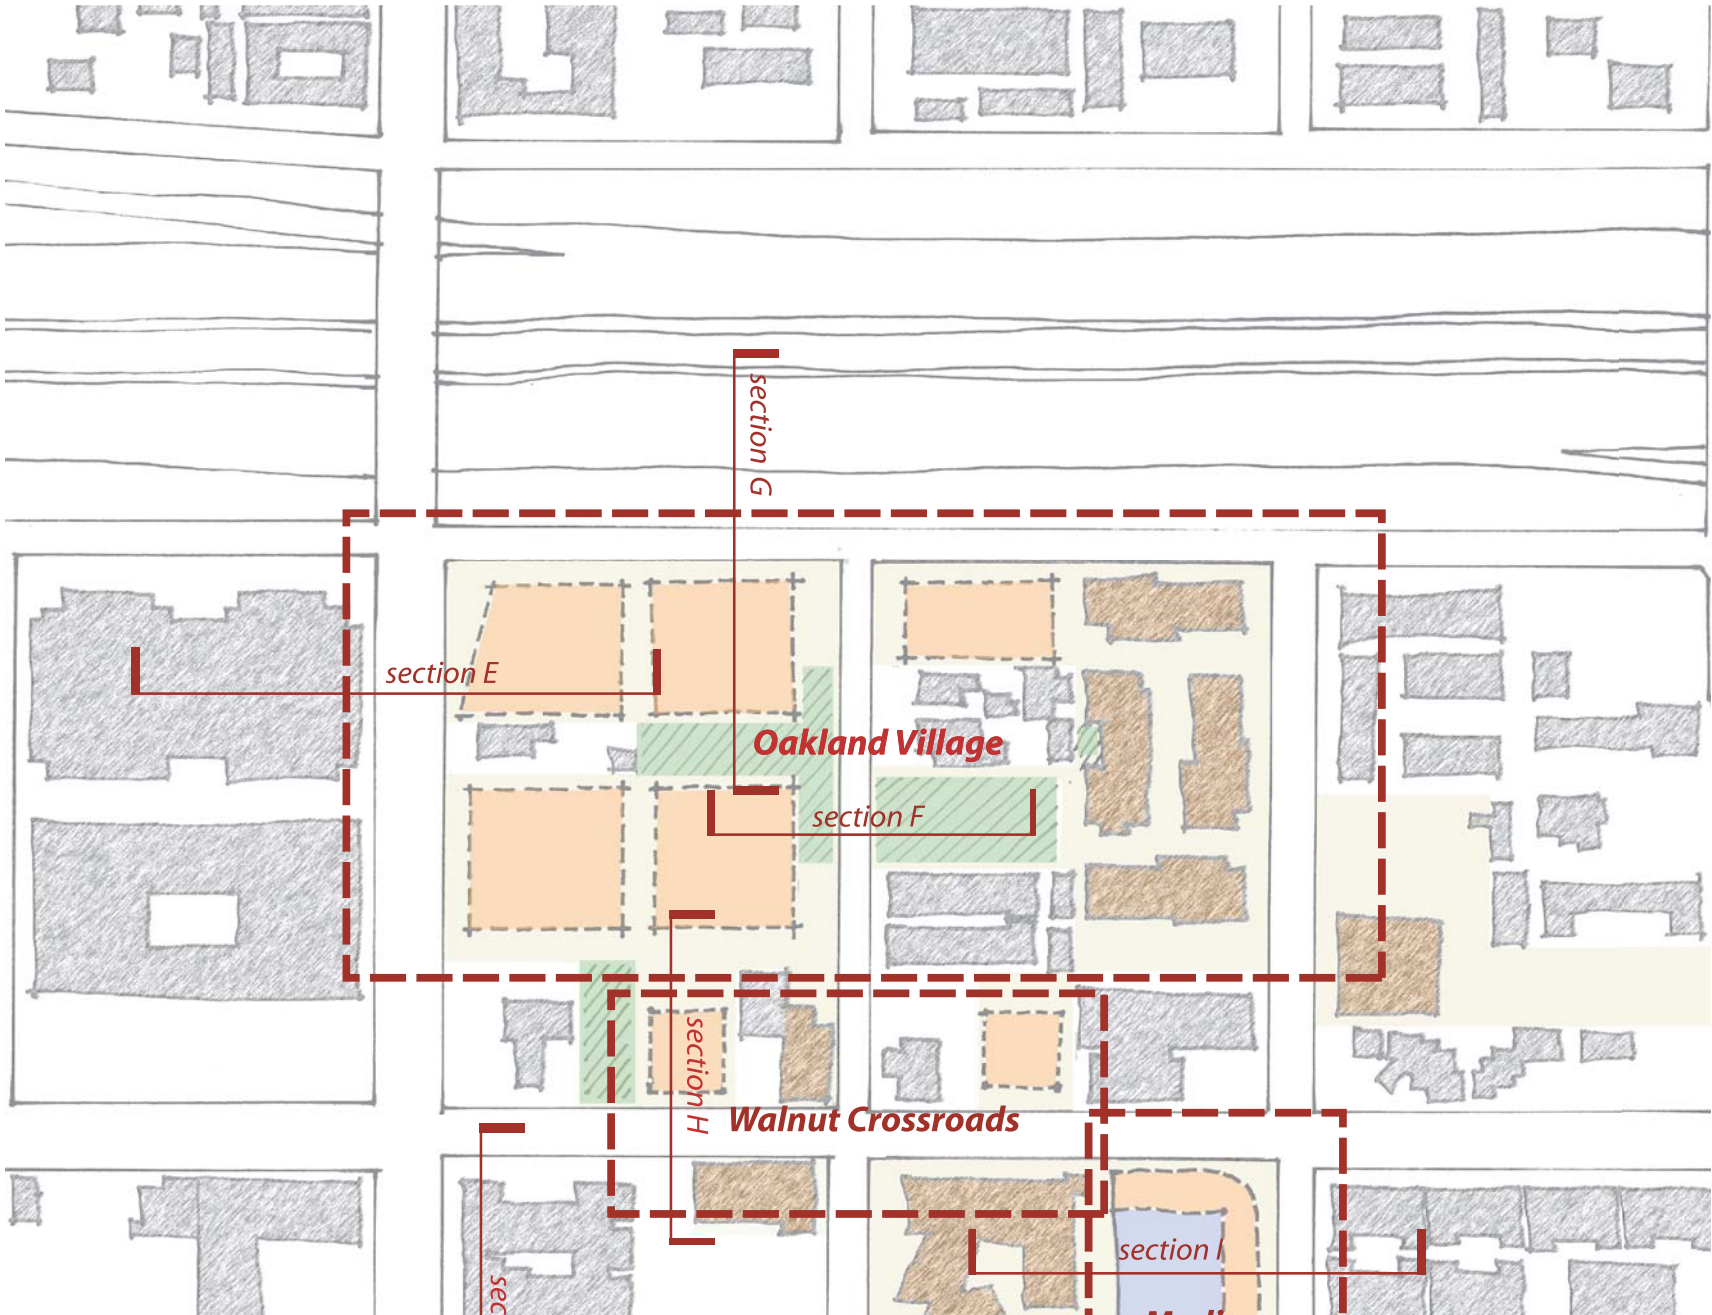 section G
section E
Oakland Village
section F
section H
Walnut Crossroads
section I